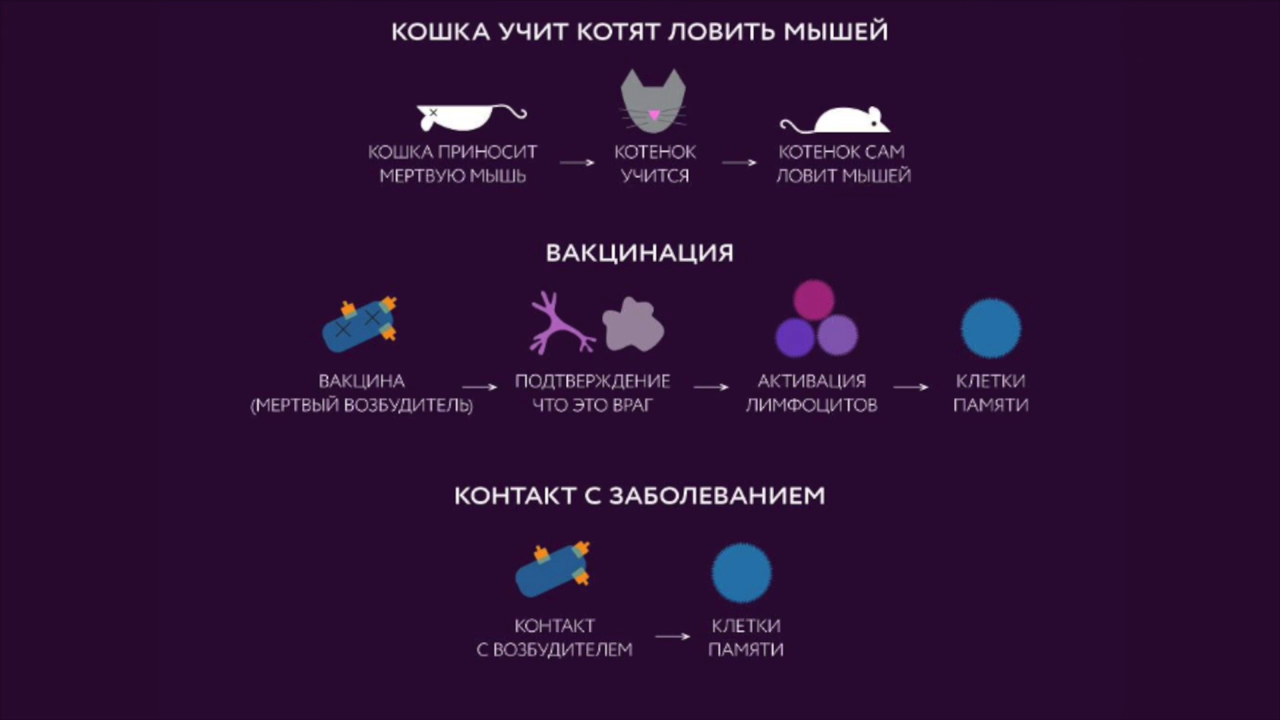 КОШКА УЧИТ КОТЯТ ЛОВИТЬ МЫШЕЙ
КОШКА ПРИНОСИТ
МЕРТВУЮ МЫШЬ
КОТЕНОК
УЧИТСЯ
КОТЕНОК САМ
ЛОВИТ МЫШЕЙ
ВАКЦИНАЦИЯ
ВАКЦИНА
(МЕРТВЫЙ ВОЗБУДИТЕЛЬ)
ПОДТВЕРЖДЕНИЕ
ЧТО ЭТО ВРАГ
АКТИВАЦИЯ
ЛИМФОЦИТОВ
КЛЕТКИ
ПАМЯТИ
КОНТАКТ С ЗАБОЛЕВАНИЕМ
КОНТАКТ
С ВОЗБУДИТЕЛЕМ
КЛЕТКИ
ПАМЯТИ